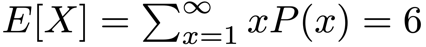 E[X] = ∑_{x=1}^{∞} xP(x) = 6